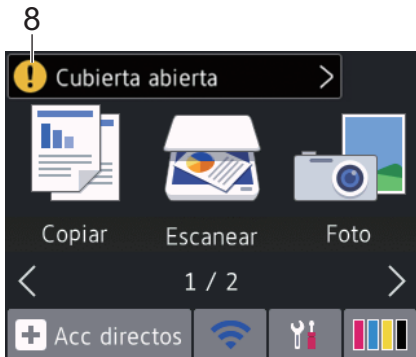 8
! Cubierta abierta >
Copiar Escanear Foto
< 1 / 2 >
+ Acc directos